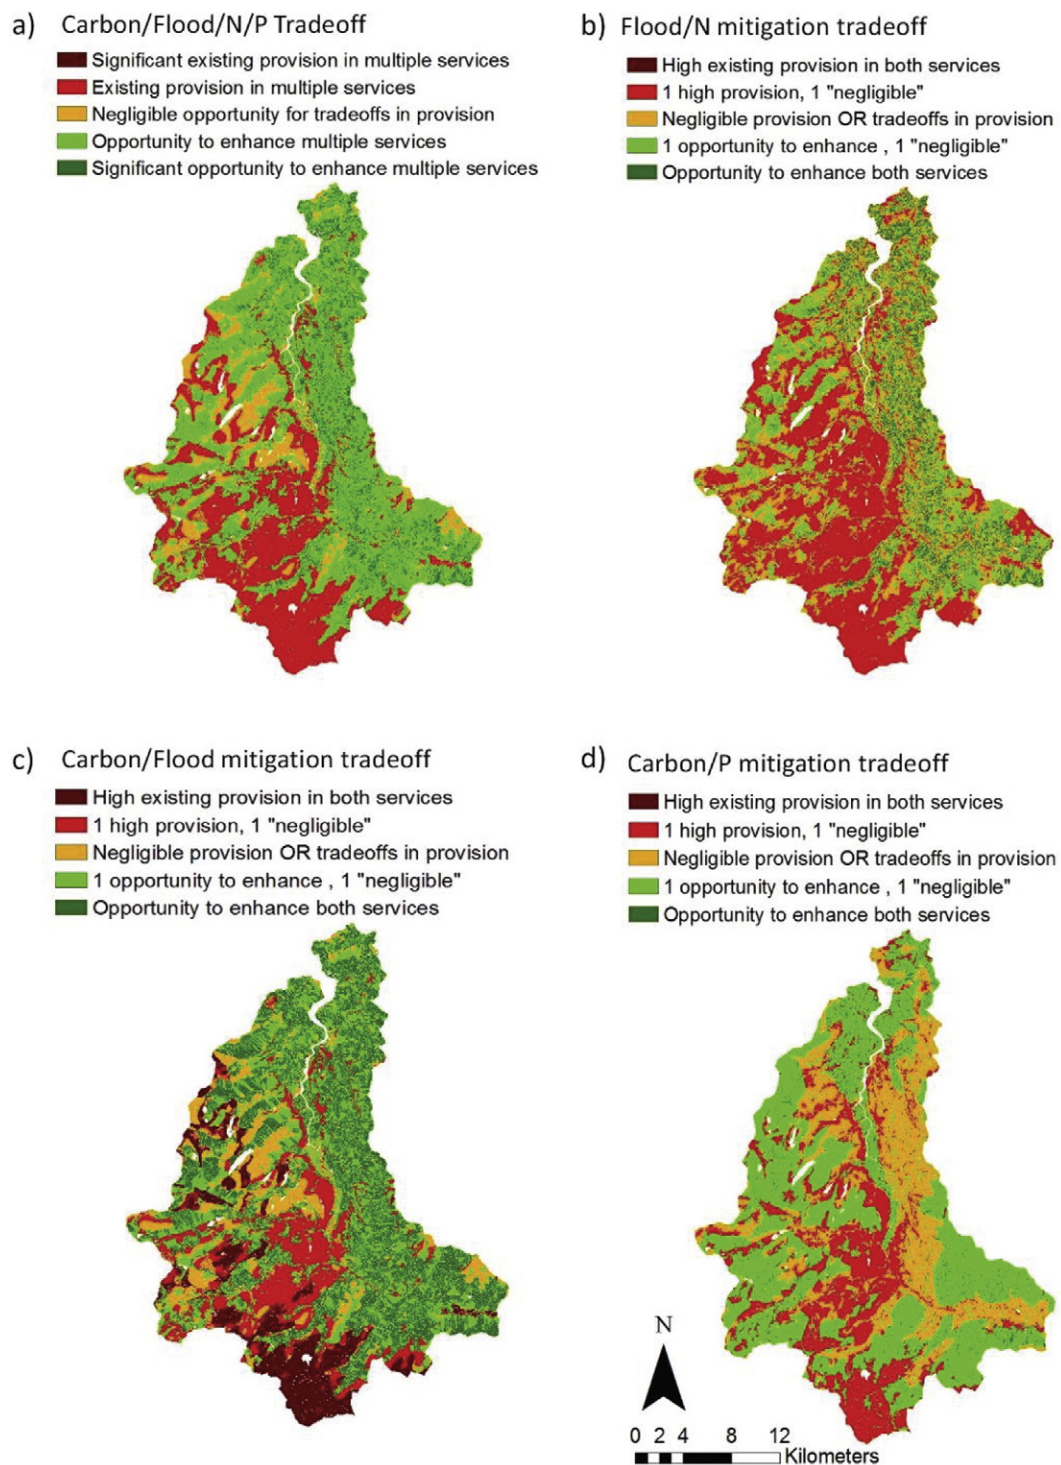 a) Carbon/Flood/N/P Tradeoff
Significant existing provision in multiple services
Existing provision in multiple services
Negligible opportunity for tradeoffs in provision
Opportunity to enhance multiple services
Significant opportunity to enhance multiple services
b) Flood/N mitigation tradeoff
High existing provision in both services
1 high provision, 1 "negligible"
Negligible provision OR tradeoffs in provision
1 opportunity to enhance , 1 "negligible"
Opportunity to enhance both services
c) Carbon/Flood mitigation tradeoff
High existing provision in both services
1 high provision, 1 "negligible"
Negligible provision OR tradeoffs in provision
1 opportunity to enhance , 1 "negligible"
Opportunity to enhance both services
d) Carbon/P mitigation tradeoff
High existing provision in both services
1 high provision, 1 "negligible"
Negligible provision OR tradeoffs in provision
1 opportunity to enhance , 1 "negligible"
Opportunity to enhance both services
N
0 2 4 8 12
Kilometers